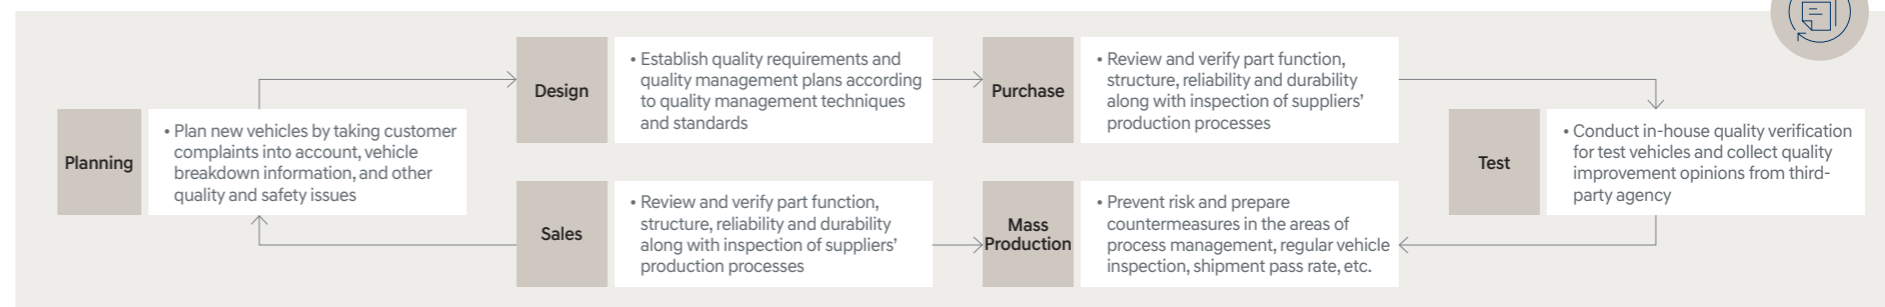 Planning
• Plan new vehicles by taking customer
complaints into account, vehicle
breakdown information, and other
quality and safety issues
Design
• Establish quality requirements and
quality management plans according
to quality management techniques
and standards
Purchase
• Review and verify part function,
structure, reliability and durability
along with inspection of suppliers’
production processes
Test
• Conduct in-house quality verification
for test vehicles and collect quality
improvement opinions from third-
party agency
Mass
Production
• Prevent risk and prepare
countermeasures in the areas of
process management, regular vehicle
inspection, shipment pass rate, etc.
Sales
• Review and verify part function,
structure, reliability and durability
along with inspection of suppliers’
production processes